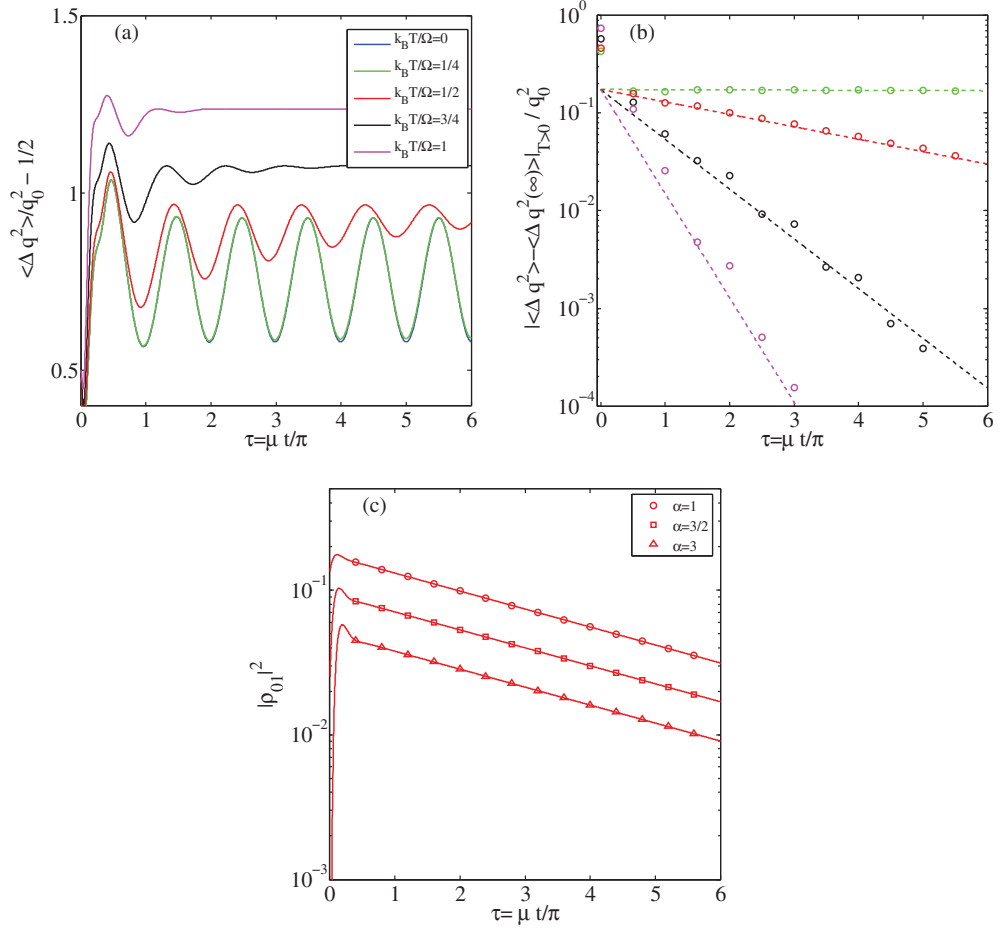 1.5
1
0.5
(a)
k_B T/Ω=0
k_B T/Ω=1/4
k_B T/Ω=1/2
k_B T/Ω=3/4
k_B T/Ω=1
<Δq²>/q₀² − 1/2
0 1 2 3 4 5 6
τ=μ t/π
10⁰
10⁻¹
10⁻²
10⁻³
10⁻⁴
(b)
|<Δq²>−<Δq²(∞)>|_T>0 / q₀²
0 1 2 3 4 5 6
τ=μ t/π
10⁻¹
10⁻²
10⁻³
(c)
α=1
α=3/2
α=3
|ρ₀₁|²
0 1 2 3 4 5 6
τ= μ t/π